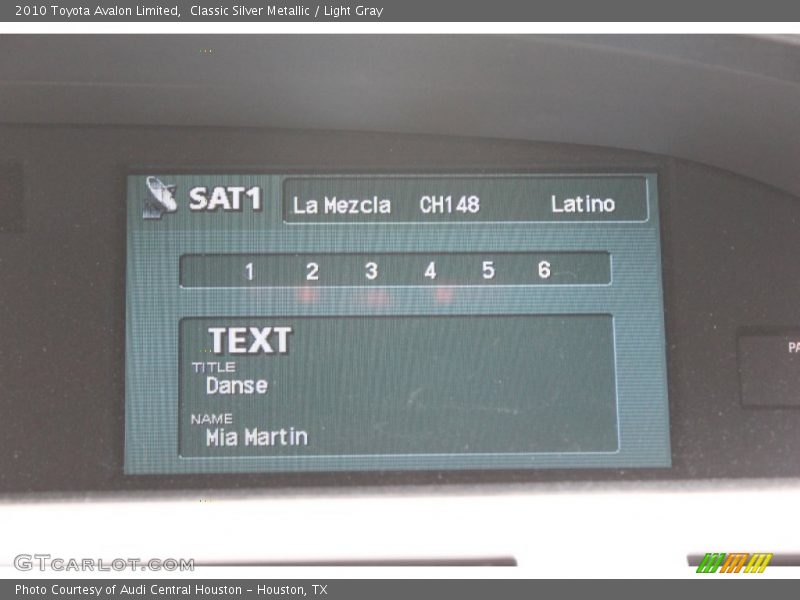 2010 Toyota Avalon Limited,  Classic Silver Metallic / Light Gray
SAT1 La Mezcla CH148 Latino
1 2 3 4 5 6
TEXT
TITLE
Danse
NAME
Mia Martin
GTCARLOT.COM
Photo Courtesy of Audi Central Houston - Houston, TX